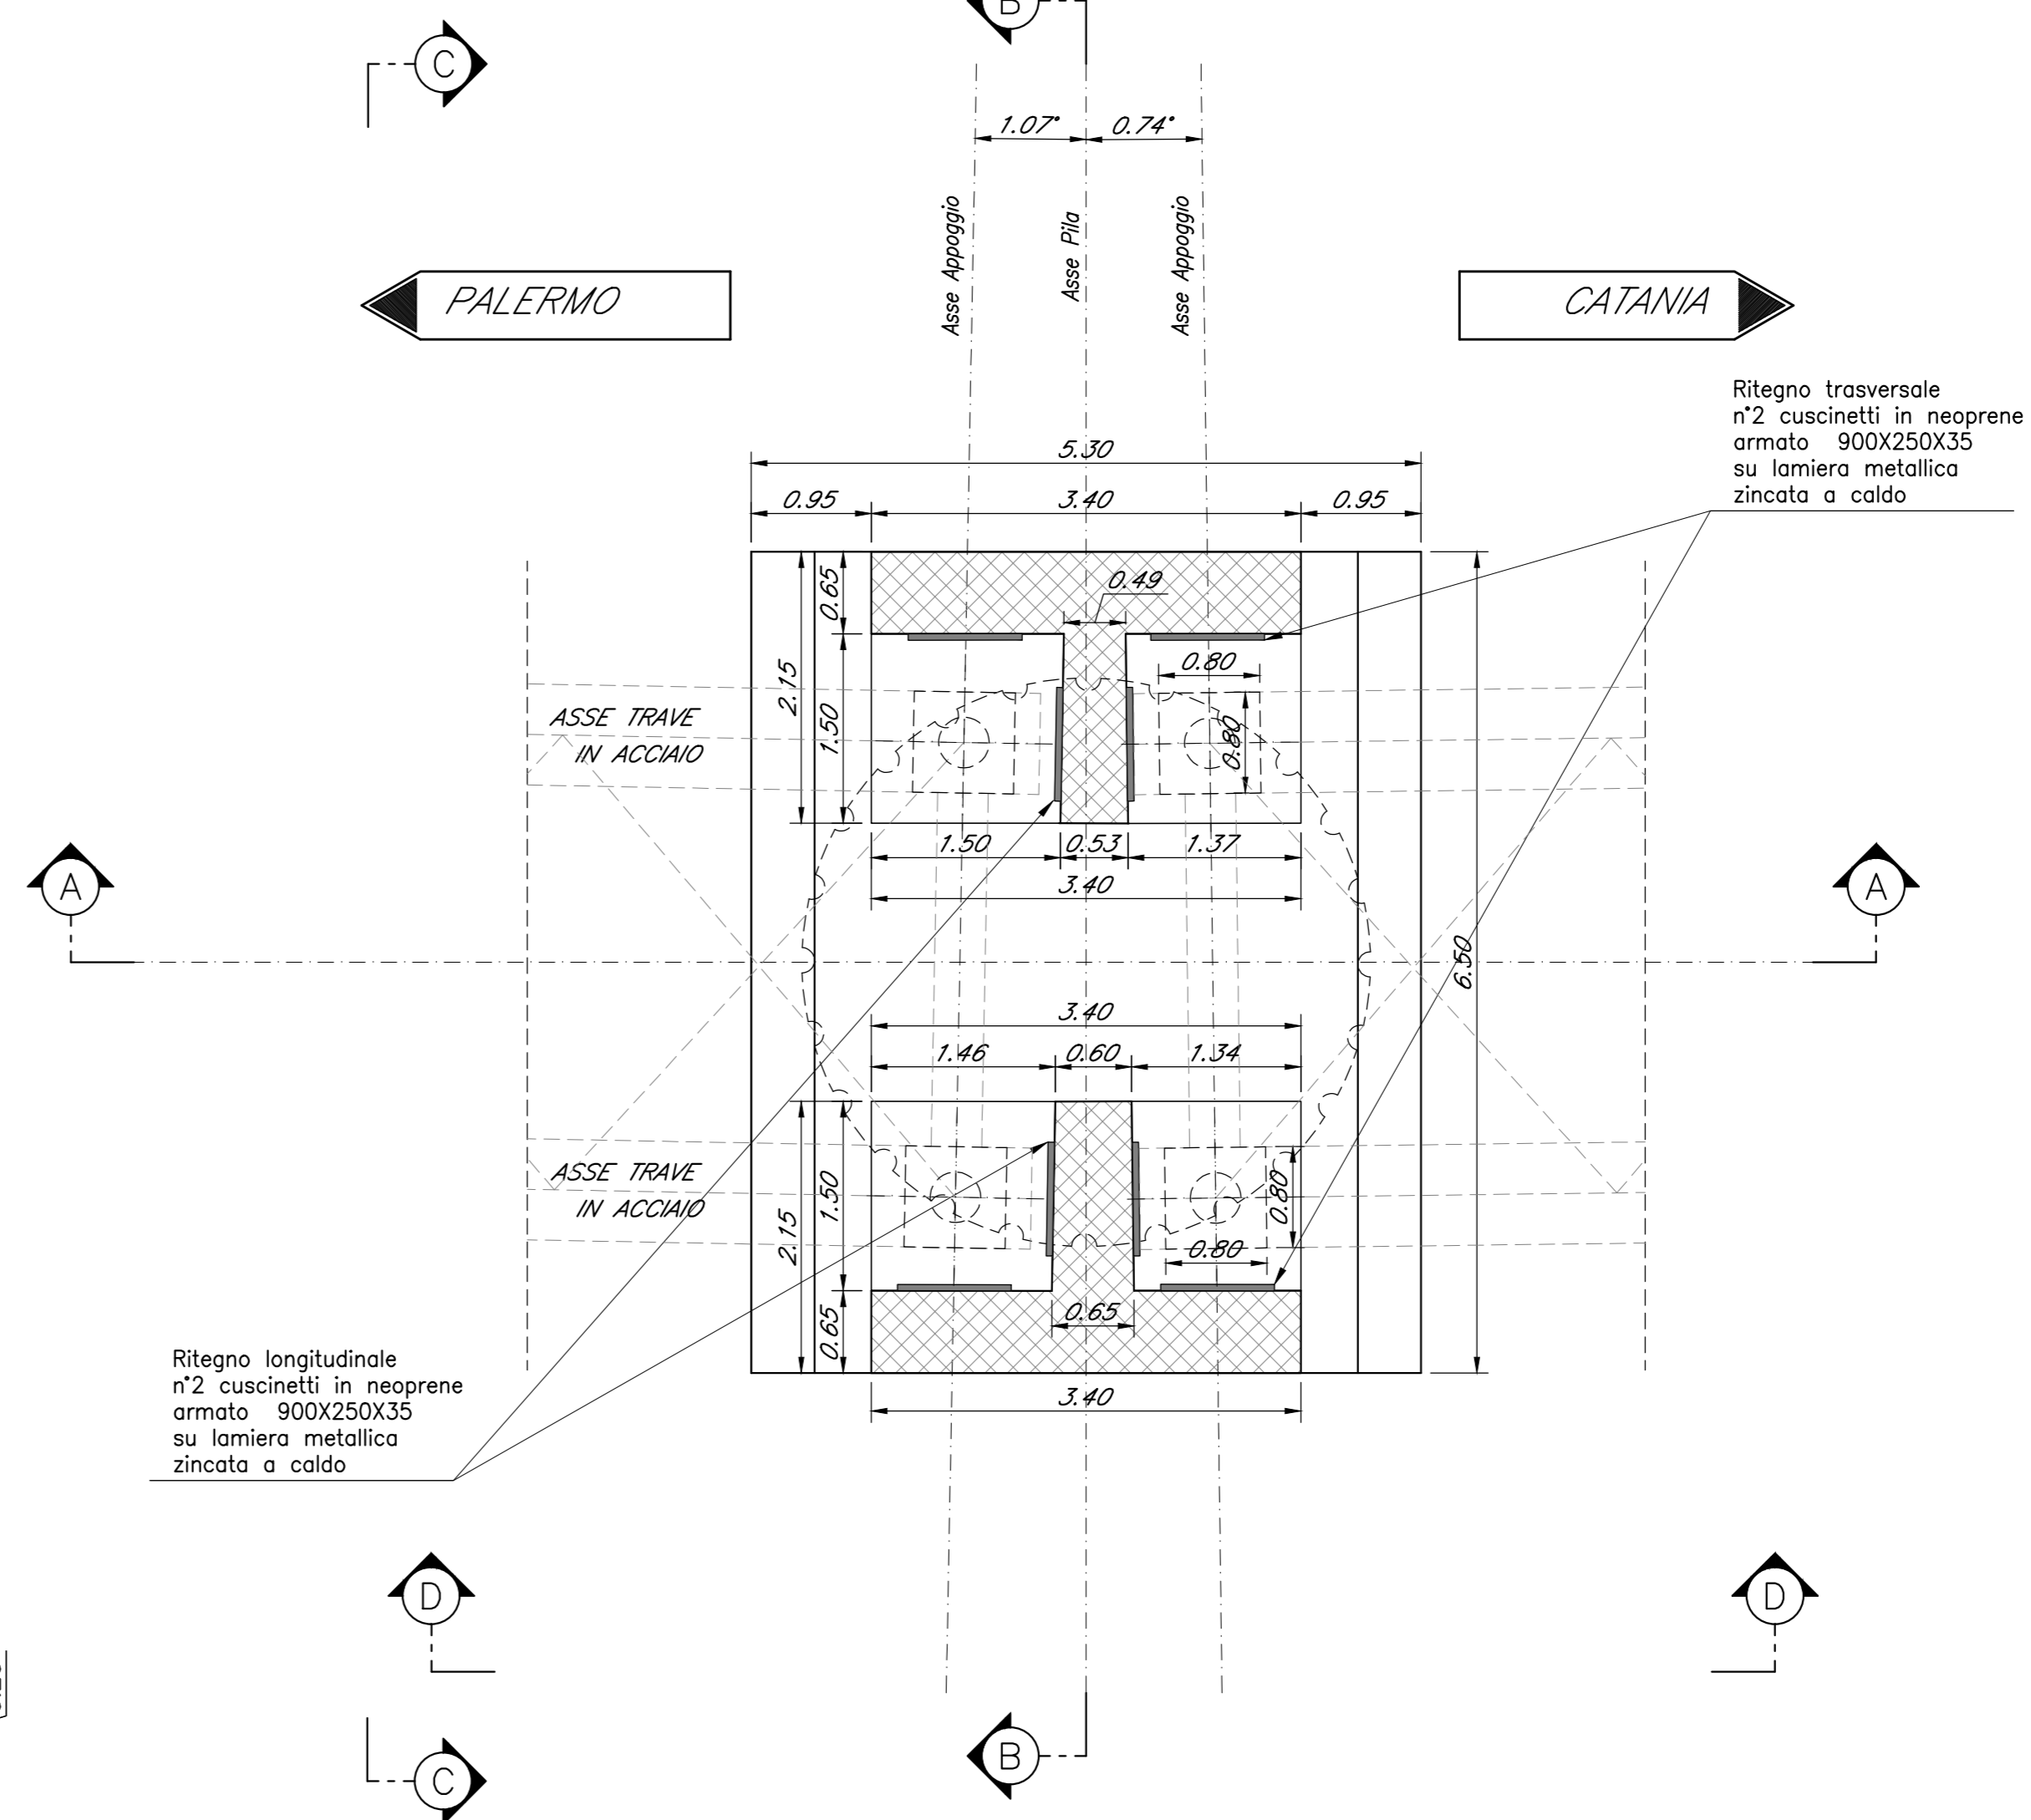 B
C
1.07°
0.74°
Asse Appoggio
Asse Pila
Asse Appoggio
PALERMO
CATANIA
Ritegno trasversale
n°2 cuscinetti in neoprene
armato 900X250X35
su lamiera metallica
zincata a caldo
5.30
0.95
3.40
0.95
0.65
0.49
2.15
1.50
0.80
0.80
ASSE TRAVE
IN ACCIAIO
1.50
0.53
1.37
3.40
A
A
6.50
3.40
1.46
0.60
1.34
ASSE TRAVE
IN ACCIAIO
2.15
1.50
0.80
0.80
0.65
0.65
3.40
Ritegno longitudinale
n°2 cuscinetti in neoprene
armato 900X250X35
su lamiera metallica
zincata a caldo
D
D
B
C